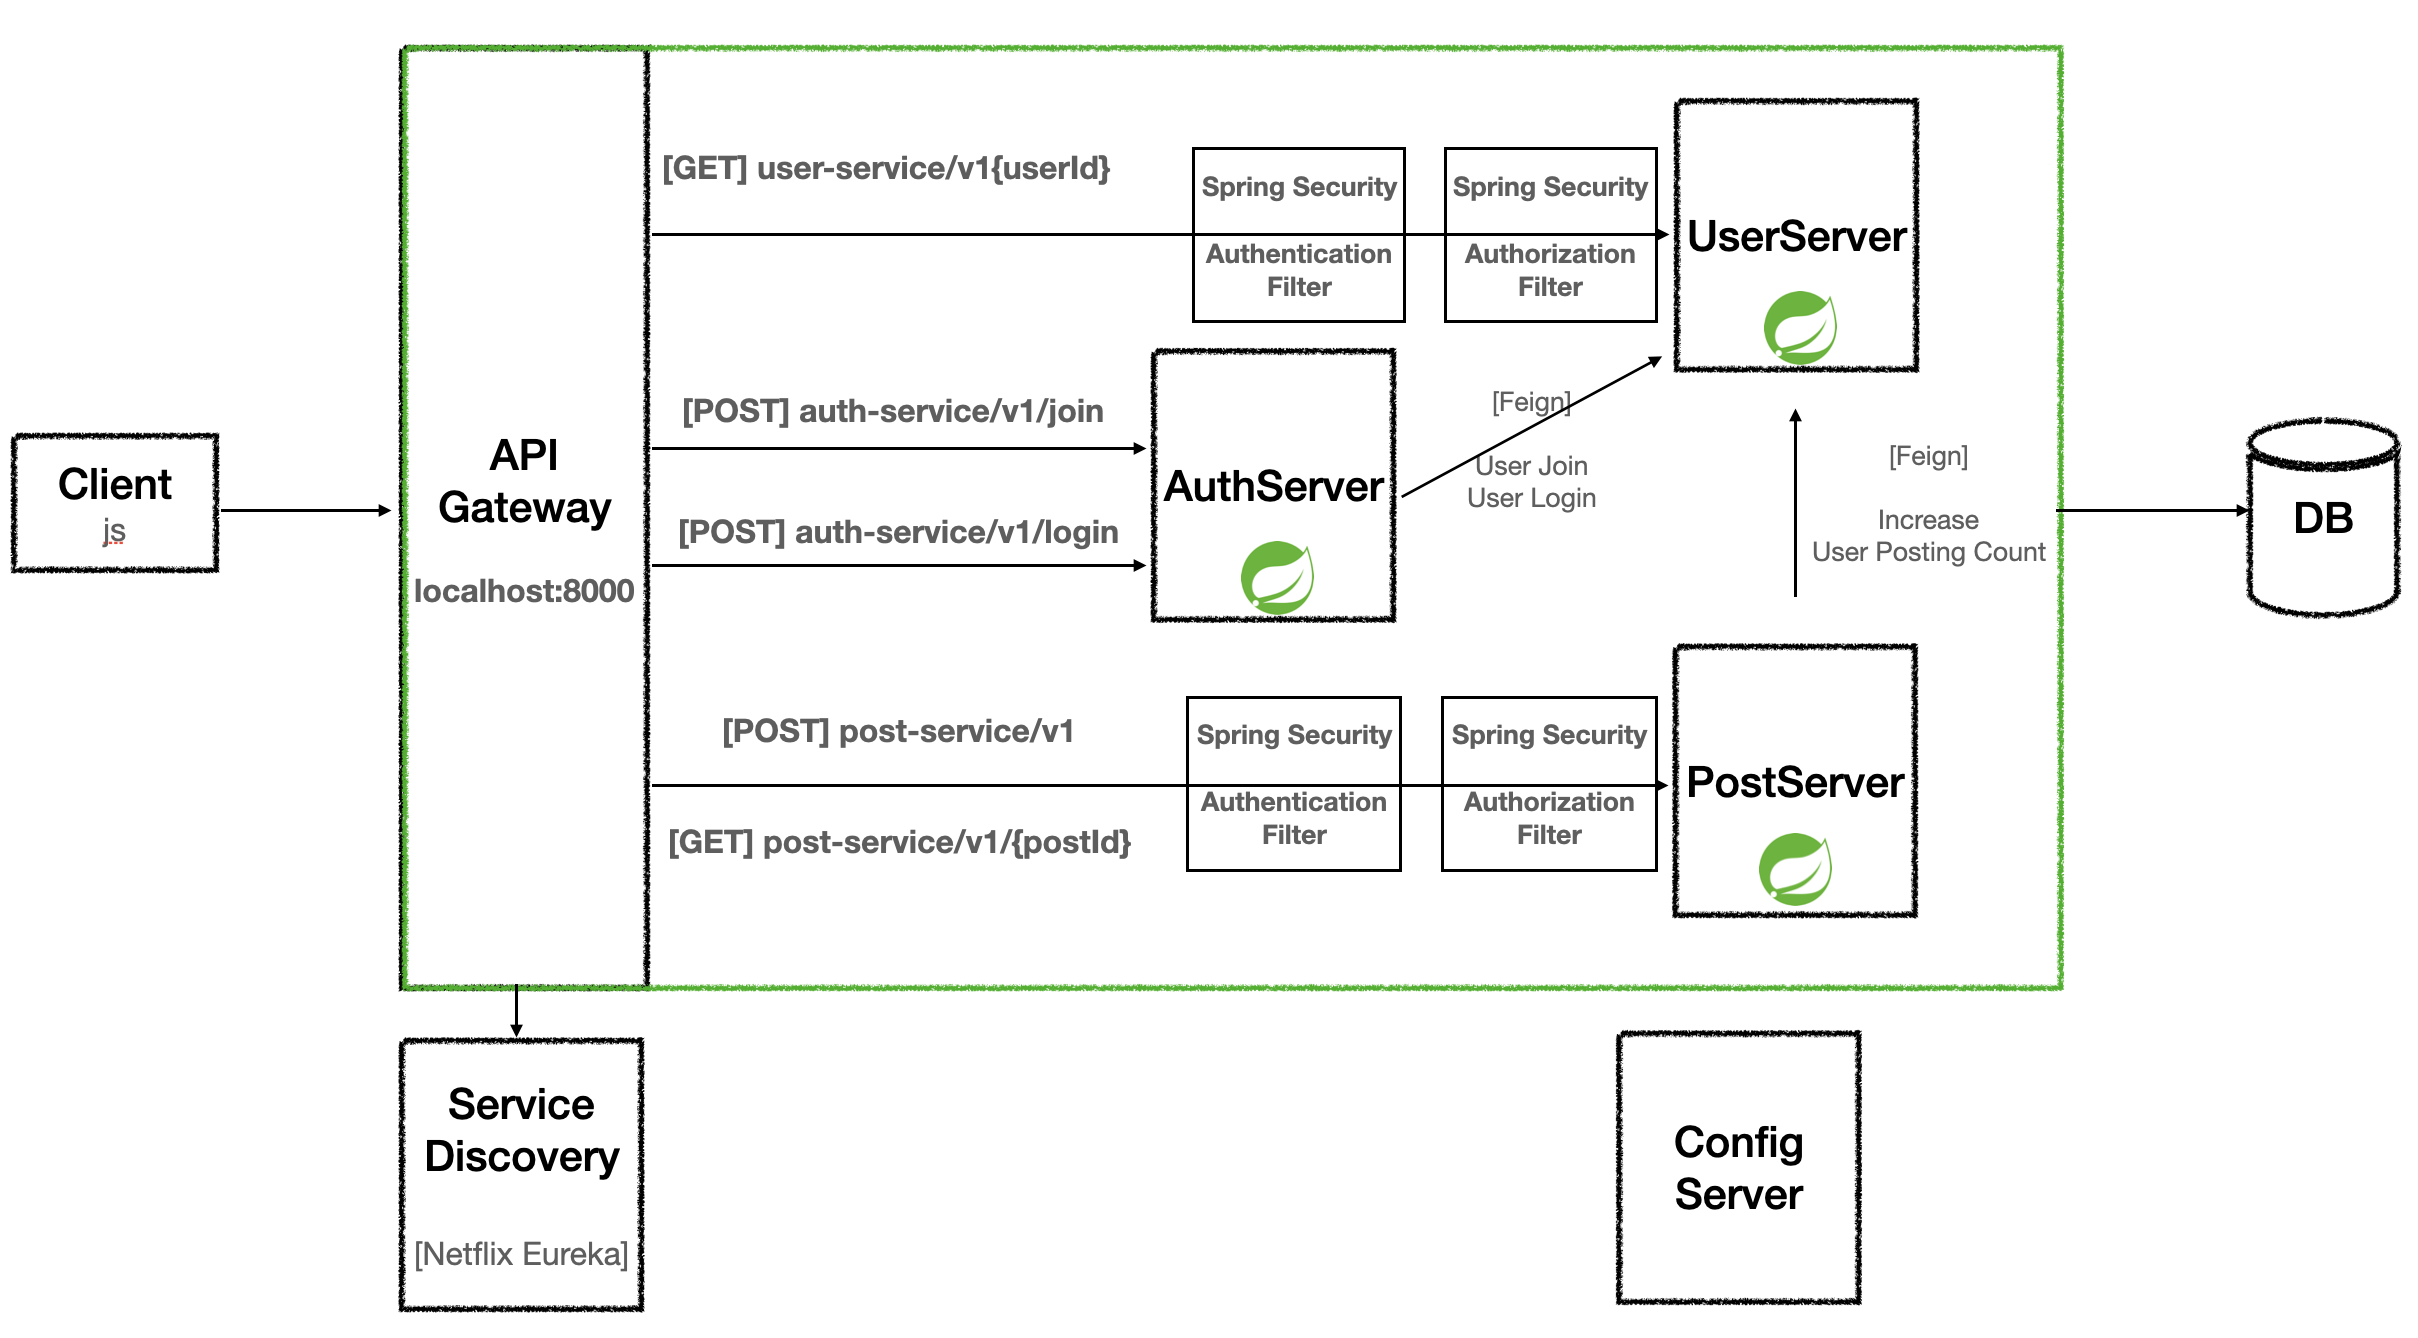 Client
js
API
Gateway
localhost:8000
[GET] user-service/v1{userId}
Spring Security
Authentication
Filter
Spring Security
Authorization
Filter
UserServer
[POST] auth-service/v1/join
[POST] auth-service/v1/login
AuthServer
[Feign]
User Join
User Login
[Feign]
Increase
User Posting Count
DB
[POST] post-service/v1
[GET] post-service/v1/{postId}
Spring Security
Authentication
Filter
Spring Security
Authorization
Filter
PostServer
Service
Discovery
[Netflix Eureka]
Config
Server